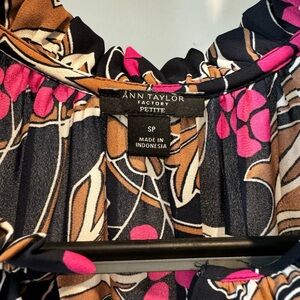 ANN TAYLOR
FACTORY
PETITE
SP
MADE IN
INDONESIA